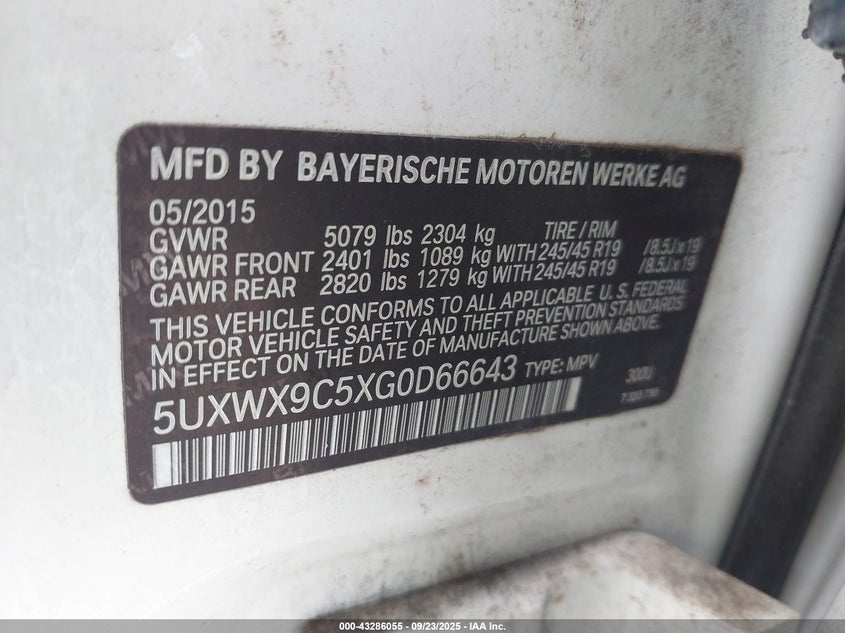 MFD BY BAYERISCHE MOTOREN WERKE AG
05/2015 TIRE / RIM
GVWR 5079 lbs 2304 kg
GAWR FRONT 2401 lbs 1089 kg WITH 245/45 R19 /8.5Jx19
GAWR REAR 2820 lbs 1279 kg WITH 245/45 R19 /8.5Jx19
THIS VEHICLE CONFORMS TO ALL APPLICABLE U. S. FEDERAL
MOTOR VEHICLE SAFETY AND THEFT PREVENTION STANDARDS
IN EFFECT ON THE DATE OF MANUFACTURE SHOWN ABOVE.
5UXWX9C5XG0D66643 TYPE: MPV 300U
000-43286055 - 09/23/2025 - IAA Inc.